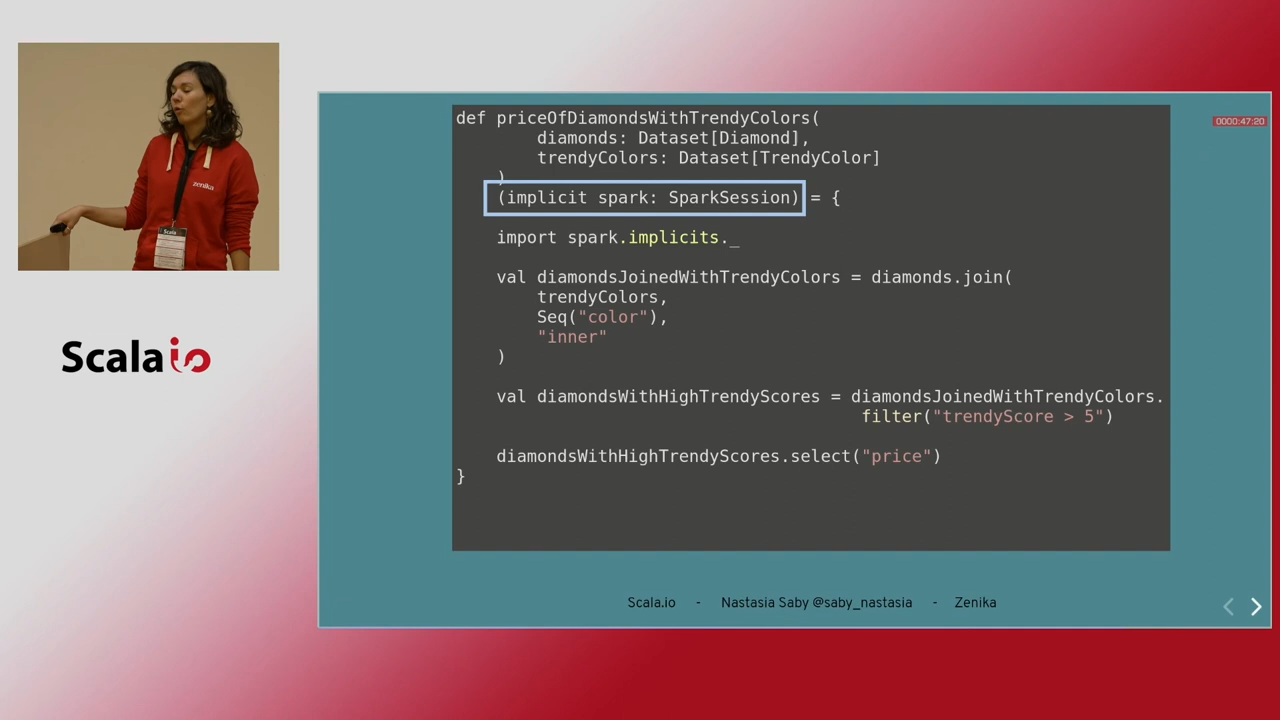 zenika
Scala
Scala io
def priceOfDiamondsWithTrendyColors(
diamonds: Dataset[Diamond],
trendyColors: Dataset[TrendyColor]
)
(implicit spark: SparkSession) = {
import spark.implicits._
val diamondsJoinedWithTrendyColors = diamonds.join(
trendyColors,
Seq("color"),
"inner"
)
val diamondsWithHighTrendyScores = diamondsJoinedWithTrendyColors.
filter("trendyScore > 5")
diamondsWithHighTrendyScores.select("price")
}
0000:47:20
Scala.io - Nastasia Saby @saby_nastasia - Zenika